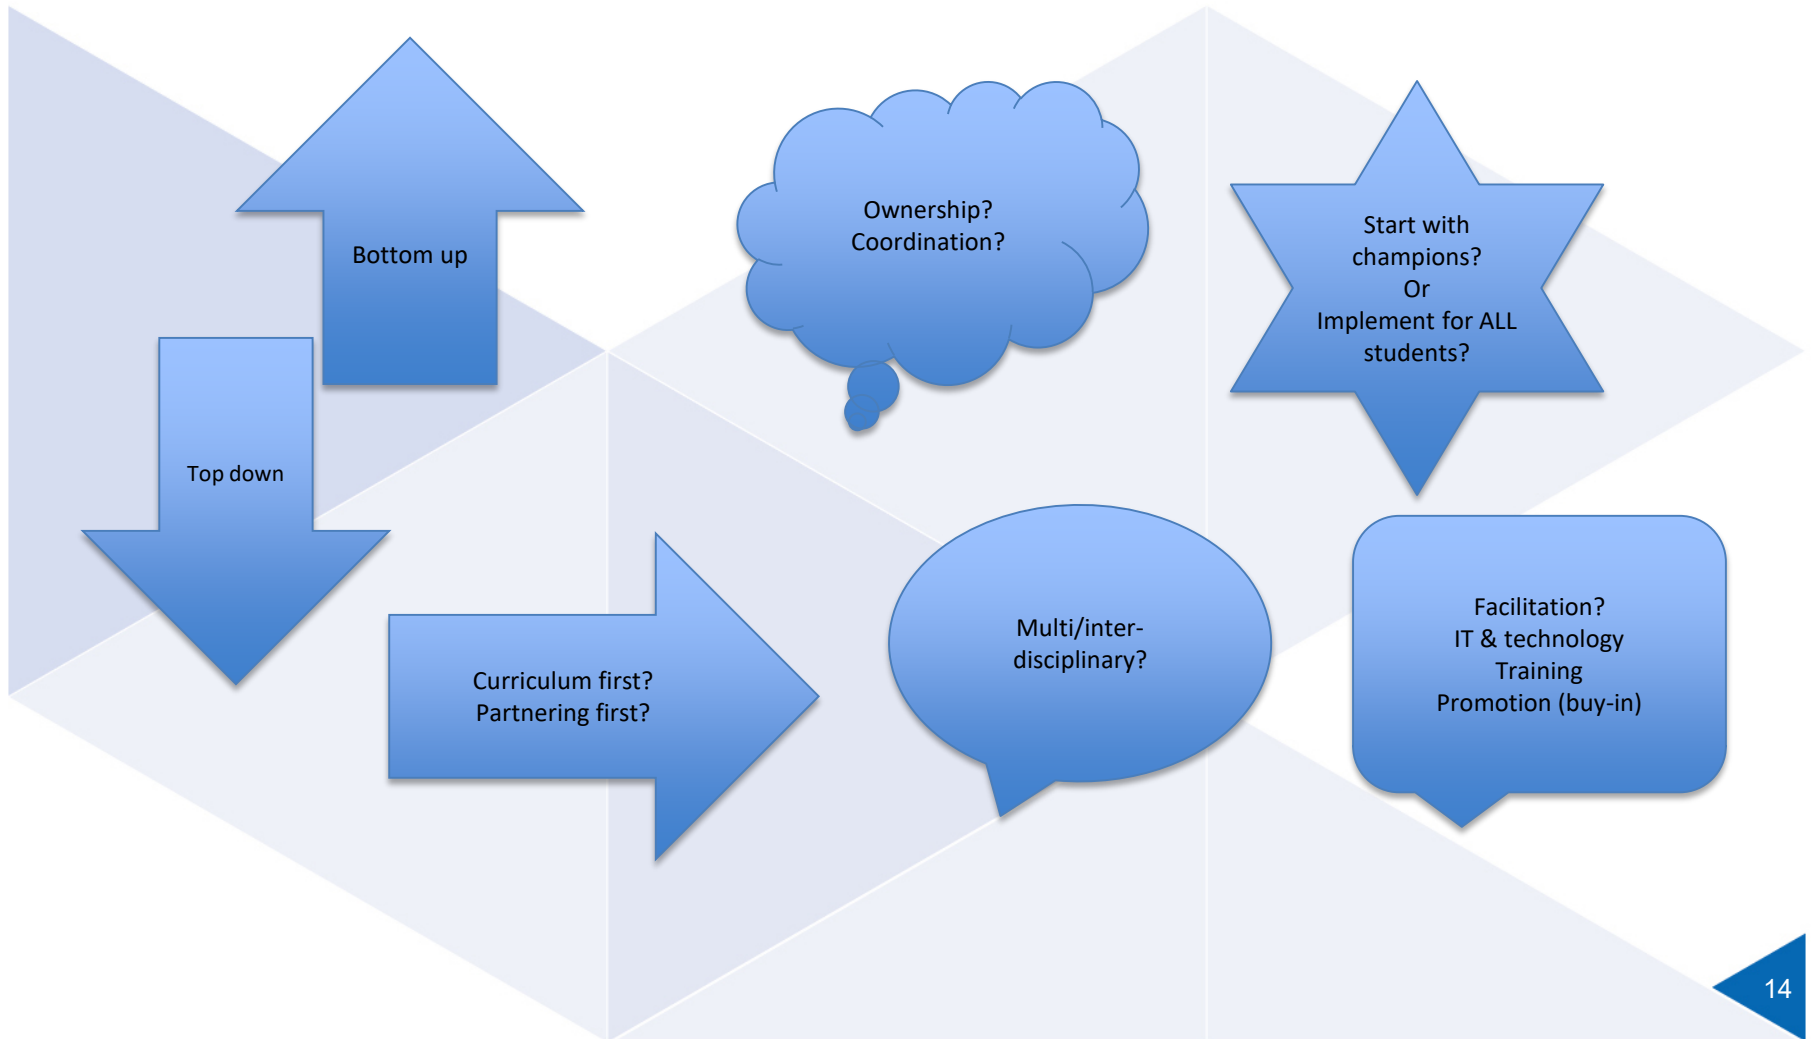 Bottom up
Top down
Ownership?
Coordination?
Start with
champions?
Or
Implement for ALL
students?
Curriculum first?
Partnering first?
Multi/inter-
disciplinary?
Facilitation?
IT & technology
Training
Promotion (buy-in)
14